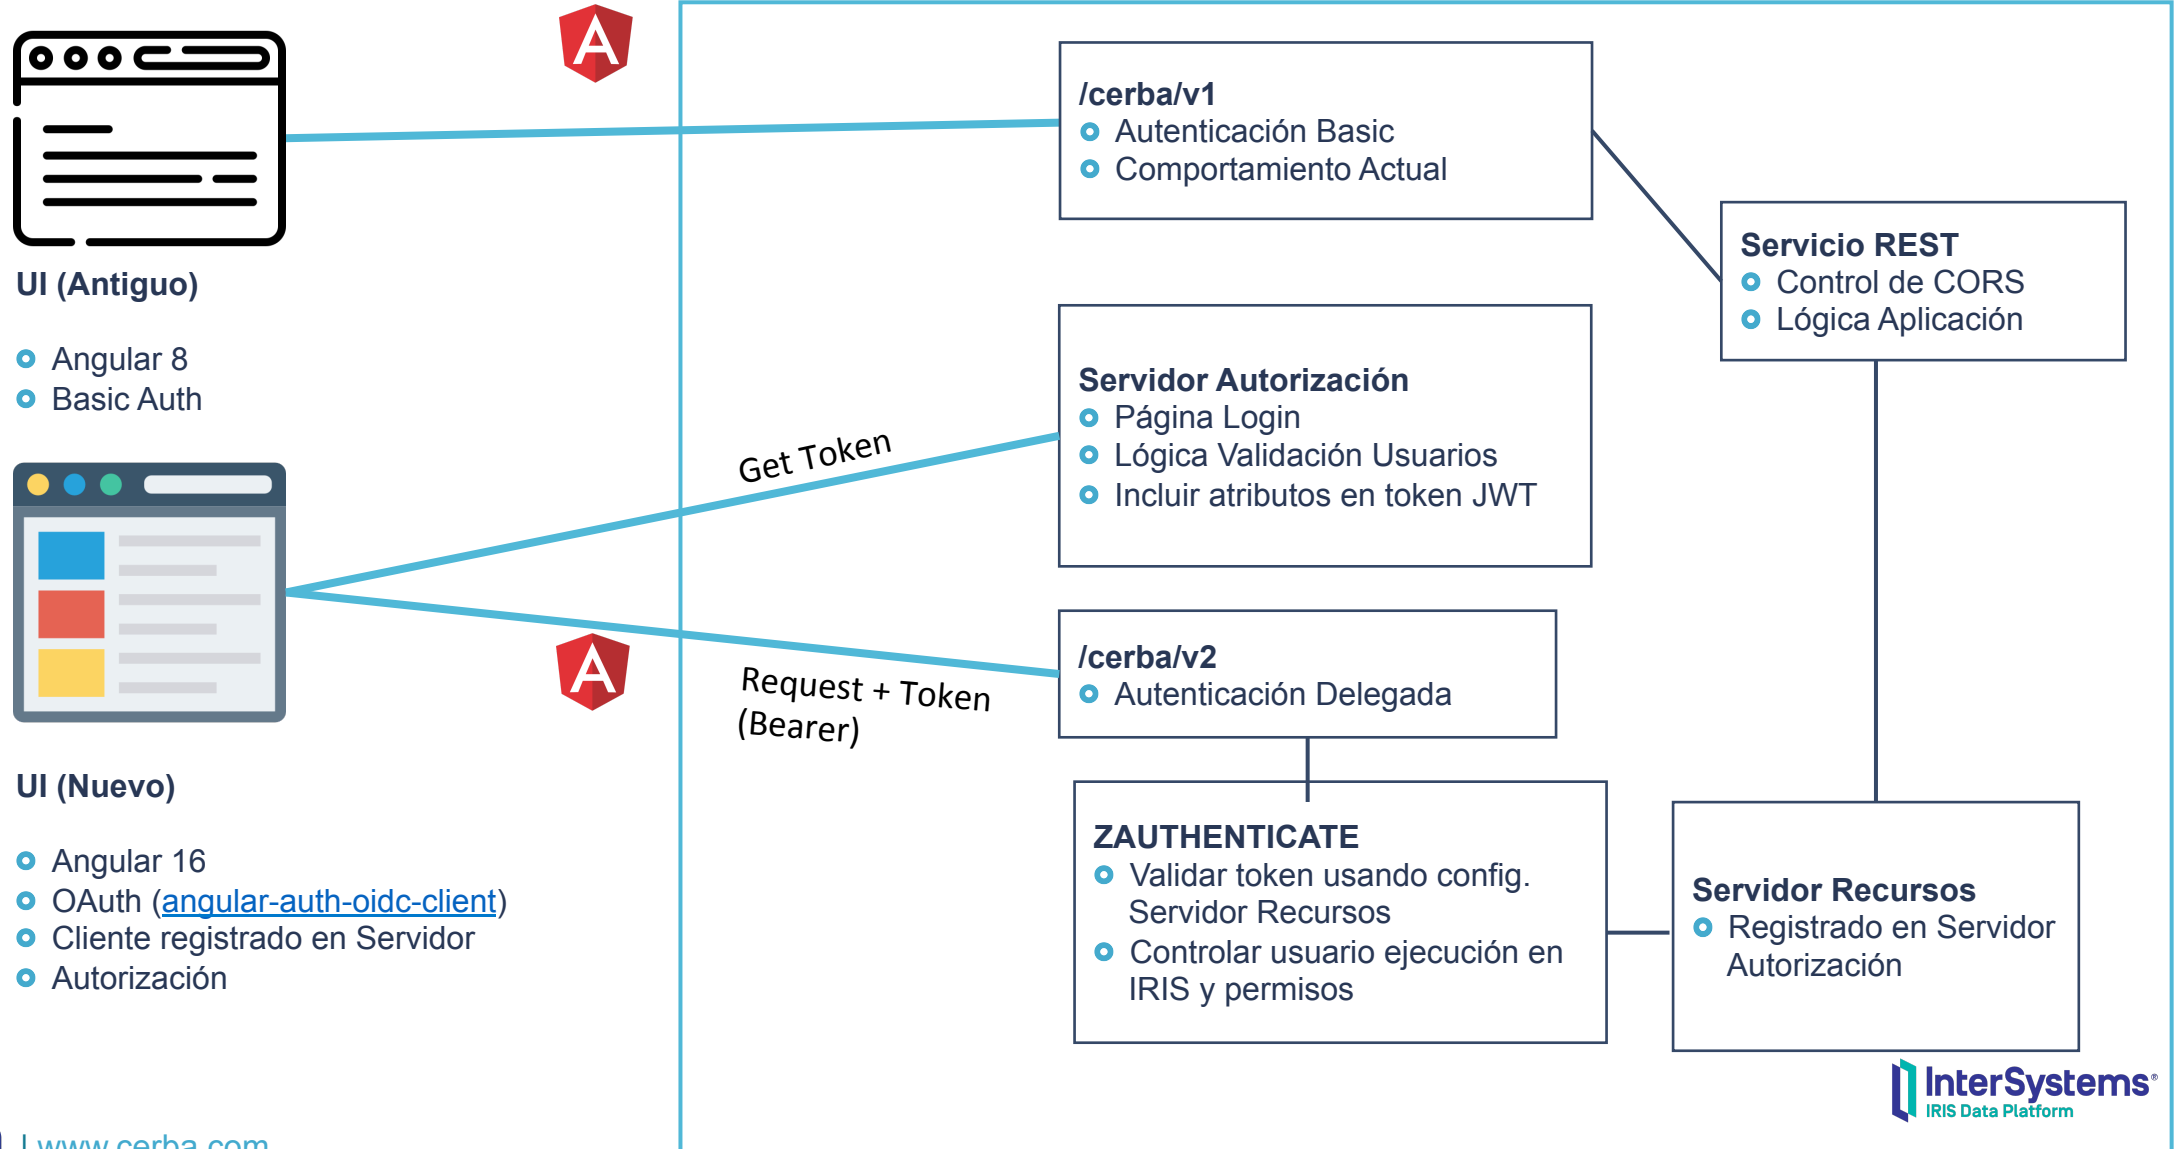 UI (Antiguo)
Angular 8
Basic Auth
UI (Nuevo)
Angular 16
OAuth (angular-auth-oidc-client)
Cliente registrado en Servidor
Autorización
Get Token
Request + Token
(Bearer)
/cerba/v1
Autenticación Basic
Comportamiento Actual
Servidor Autorización
Página Login
Lógica Validación Usuarios
Incluir atributos en token JWT
/cerba/v2
Autenticación Delegada
ZAUTHENTICATE
Validar token usando config.
Servidor Recursos
Controlar usuario ejecución en
IRIS y permisos
Servicio REST
Control de CORS
Lógica Aplicación
Servidor Recursos
Registrado en Servidor
Autorización
InterSystems®
IRIS Data Platform
| www.cerba.com